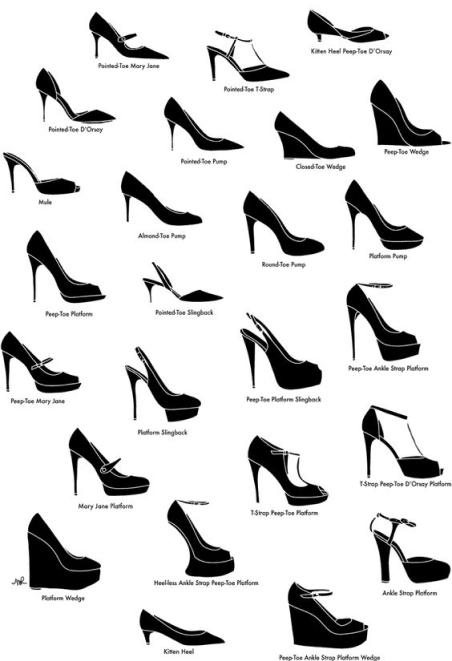 Pointed-Toe Mary Jane
Kitten Heel Peep-Toe D'Orsay
Pointed-Toe T-Strap
Pointed-Toe D'Orsay
Pointed-Toe Pump
Peep-Toe Wedge
Closed-Toe Wedge
Mule
Almond-Toe Pump
Round-Toe Pump
Platform Pump
Peep-Toe Platform
Pointed-Toe Slingback
Peep-Toe Ankle Strap Platform
Peep-Toe Mary Jane
Peep-Toe Platform Slingback
Platform Slingback
T-Strap Peep-Toe D'Orsay Platform
Mary Jane Platform
T-Strap Peep-Toe Platform
Heel-less Ankle Strap Peep-Toe Platform
Ankle Strap Platform
Platform Wedge
Kitten Heel
Peep-Toe Ankle Strap Platform Wedge